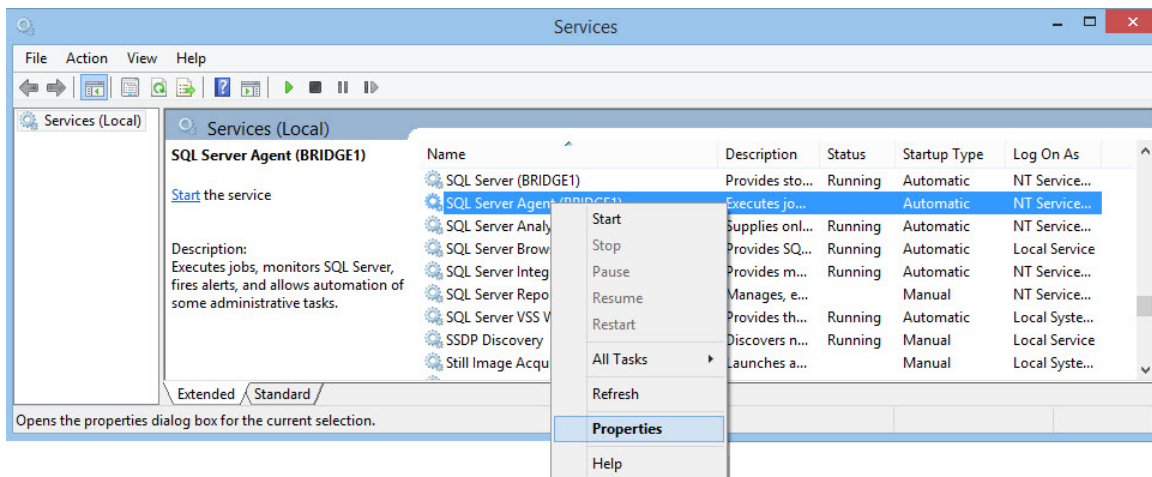 Services
File Action View Help
Services (Local)
Services (Local)
SQL Server Agent (BRIDGE1)
Start the service
Description:
Executes jobs, monitors SQL Server,
fires alerts, and allows automation of
some administrative tasks.
Name Description Status Startup Type Log On As
SQL Server (BRIDGE1) Provides sto... Running Automatic NT Service...
SQL Server Agent (BRIDGE1) Executes jo... Automatic NT Service...
SQL Server Analy Supplies onl... Running Automatic NT Service...
SQL Server Brow Provides SQ... Running Automatic Local Service
SQL Server Integ Provides m... Running Automatic NT Service...
SQL Server Repo Manages, e... Manual NT Service...
SQL Server VSS W Provides th... Running Automatic Local Syste...
SSDP Discovery Discovers n... Running Manual Local Service
Still Image Acqu Launches a... Manual Local Syste...
Start
Stop
Pause
Resume
Restart
All Tasks
Refresh
Properties
Help
Extended Standard
Opens the properties dialog box for the current selection.